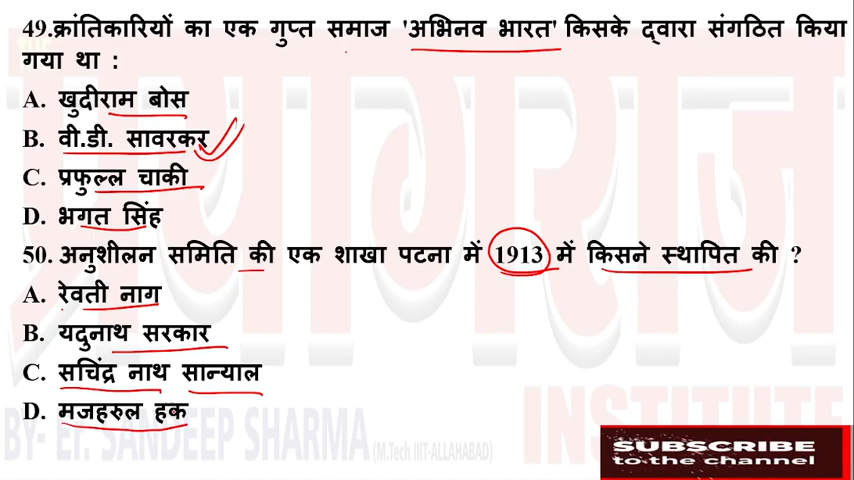 49.क्रांतिकारियों का एक गुप्त समाज 'अभिनव भारत' किसके द्वारा संगठित किया
गया था :
A. खुदीराम बोस
B. वी.डी. सावरकर
C. प्रफुल्ल चाकी
D. भगत सिंह
50. अनुशीलन समिति की एक शाखा पटना में 1913 में किसने स्थापित की ?
A. रेवती नाग
B. यदुनाथ सरकार
C. सचिंद्र नाथ सान्याल
D. मजहरुल हक
प्रयागराज
INSTITUTE
BY- Er. SANDEEP SHARMA (M.Tech IIIT-ALLAHABAD)
SUBSCRIBE
to the channel